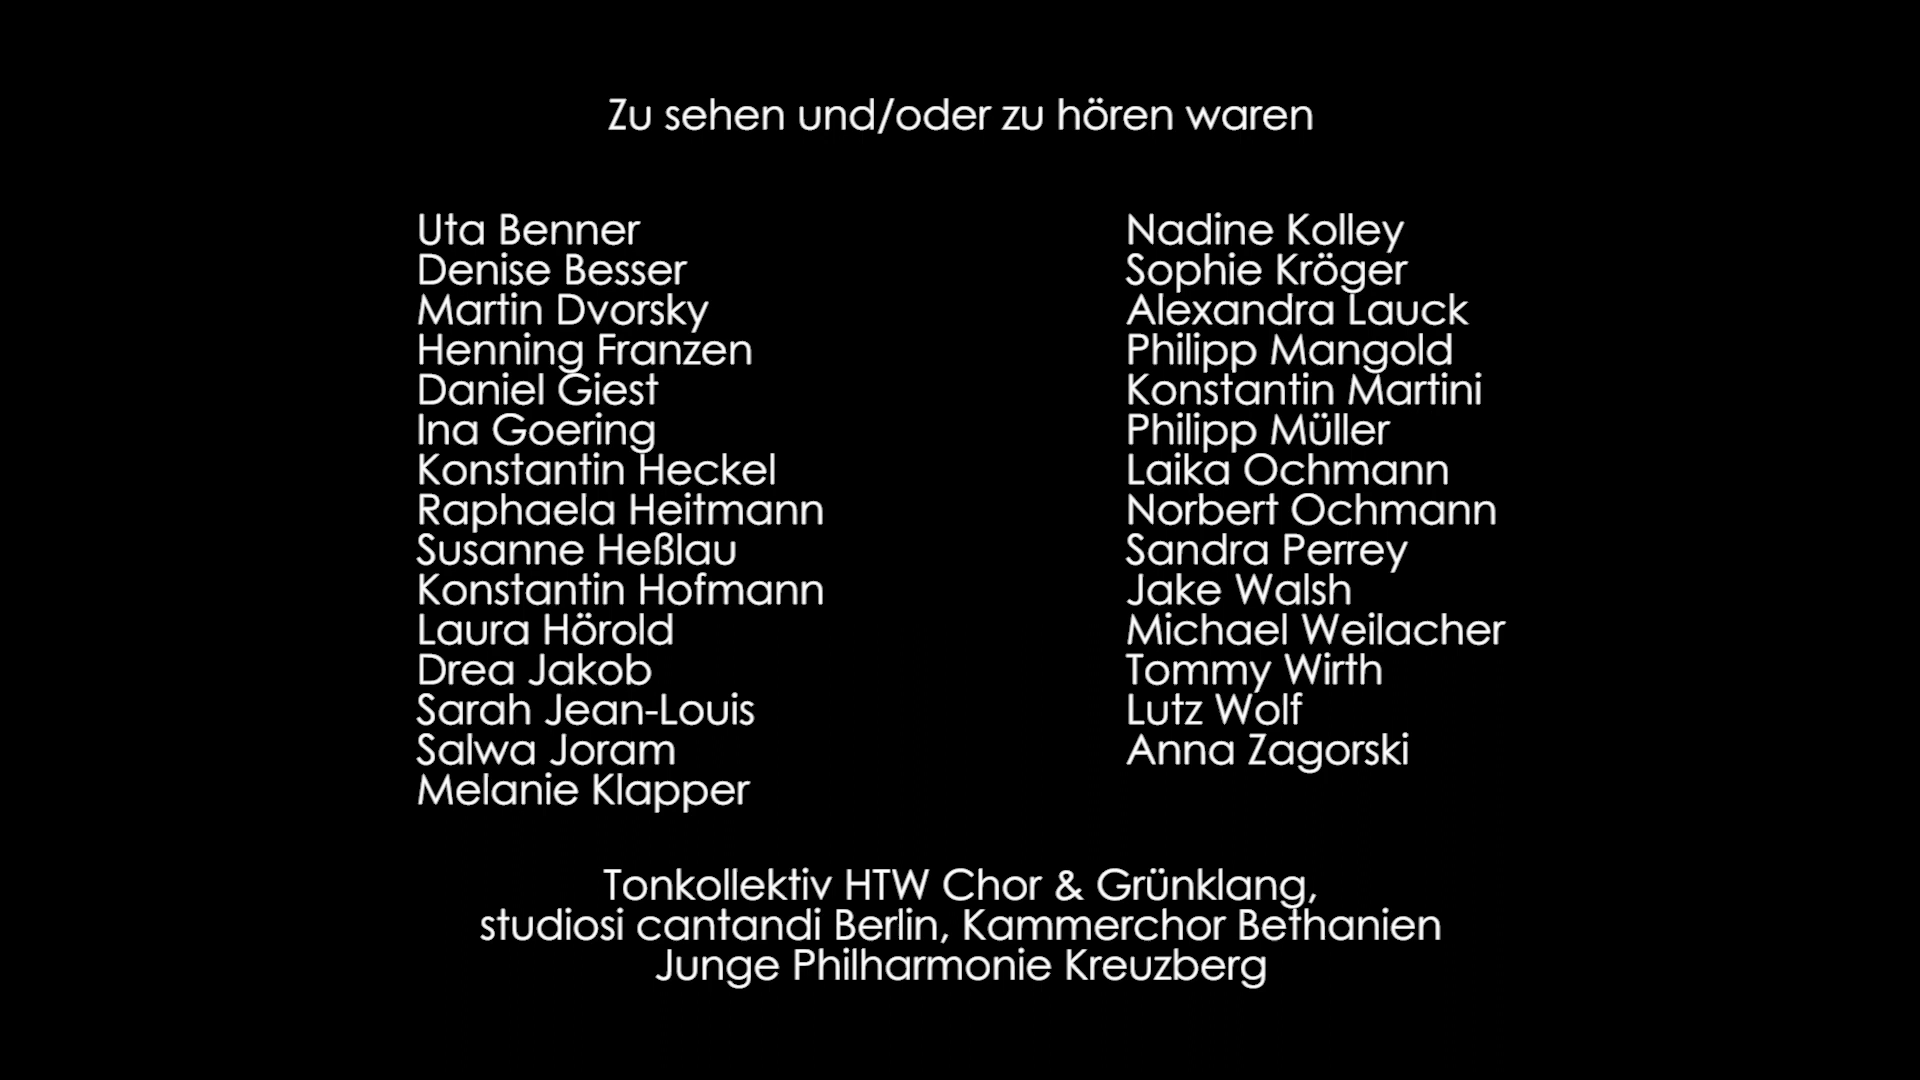 Zu sehen und/oder zu hören waren
Uta Benner
Denise Besser
Martin Dvorsky
Henning Franzen
Daniel Giest
Ina Goering
Konstantin Heckel
Raphaela Heitmann
Susanne Heßlau
Konstantin Hofmann
Laura Hörold
Drea Jakob
Sarah Jean-Louis
Salwa Joram
Melanie Klapper
Nadine Kolley
Sophie Kröger
Alexandra Lauck
Philipp Mangold
Konstantin Martini
Philipp Müller
Laika Ochmann
Norbert Ochmann
Sandra Perrey
Jake Walsh
Michael Weilacher
Tommy Wirth
Lutz Wolf
Anna Zagorski
Tonkollektiv HTW Chor & Grünklang,
studiosi cantandi Berlin, Kammerchor Bethanien
Junge Philharmonie Kreuzberg